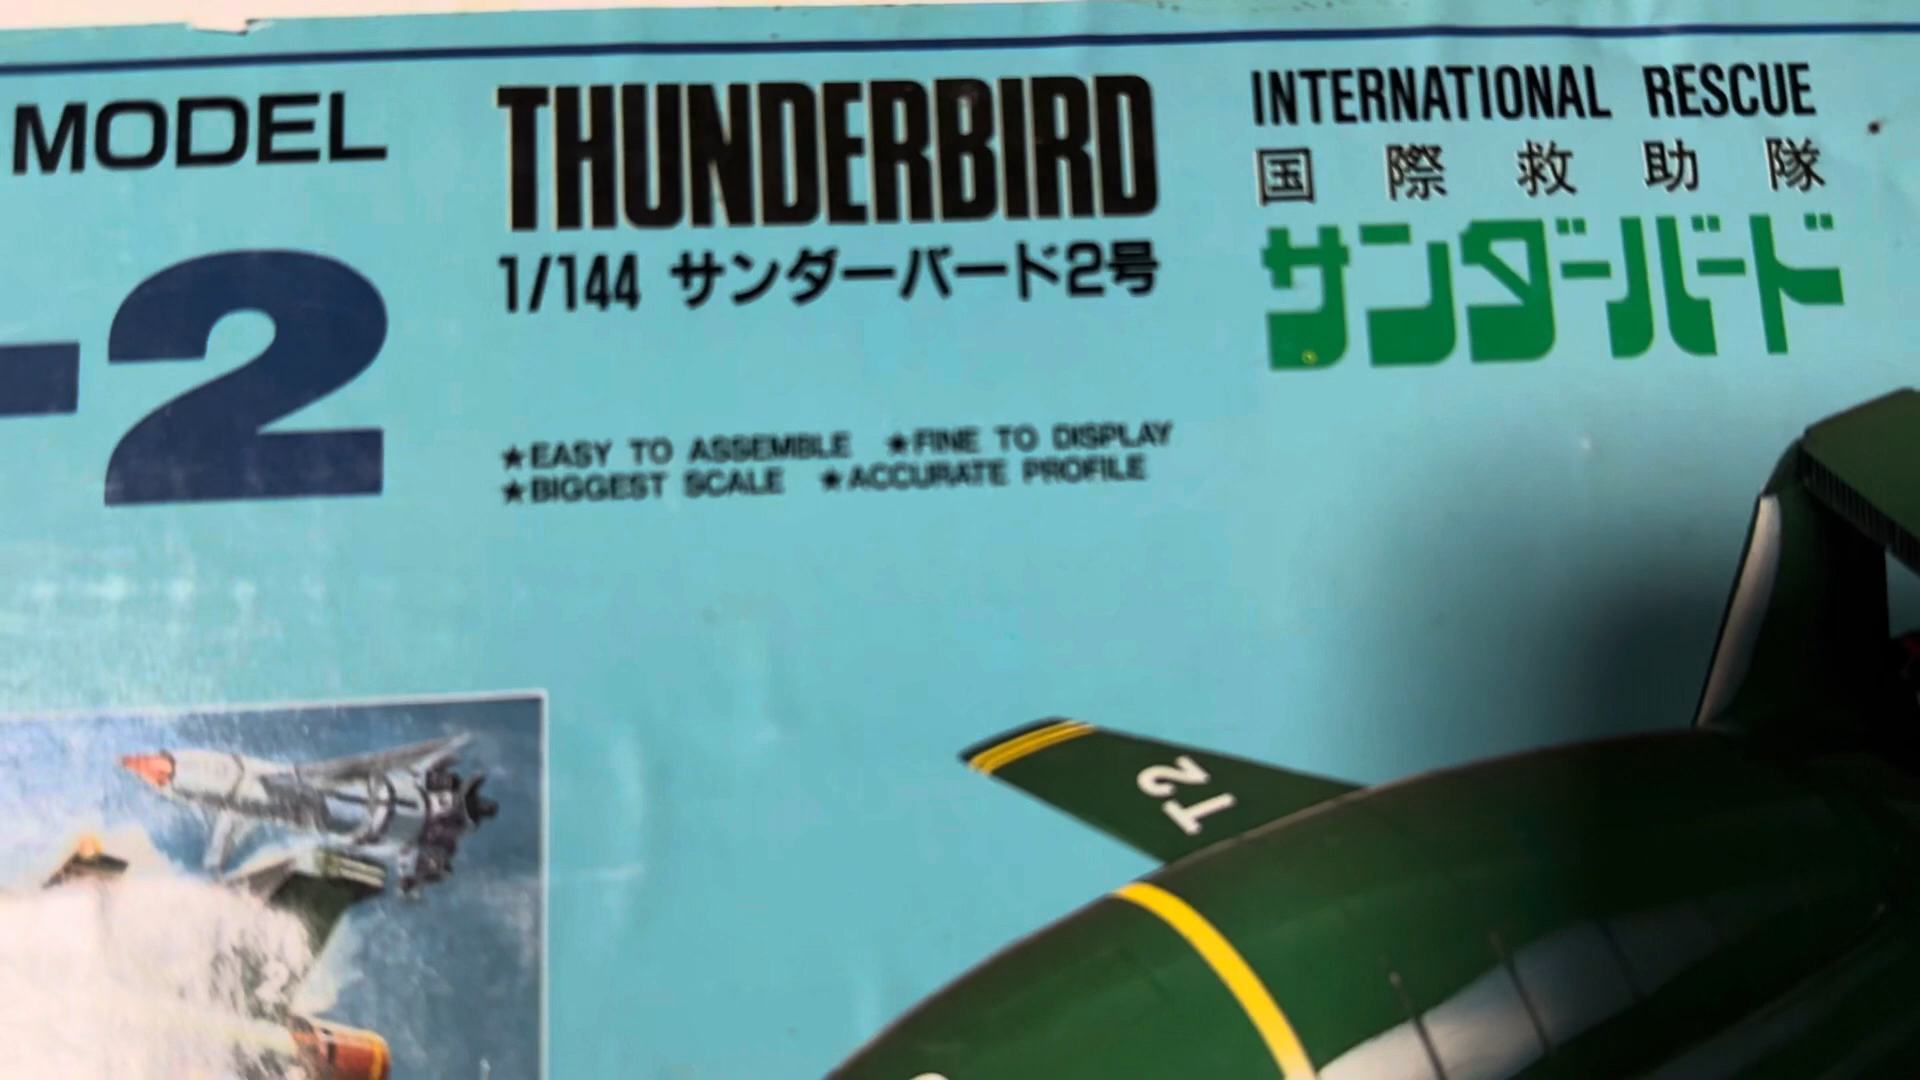 MODEL
-2
THUNDERBIRD
1/144 サンダーバード2号
★EASY TO ASSEMBLE ★FINE TO DISPLAY
★BIGGEST SCALE ★ACCURATE PROFILE
INTERNATIONAL RESCUE
国際救助隊
サンダーバード
T2